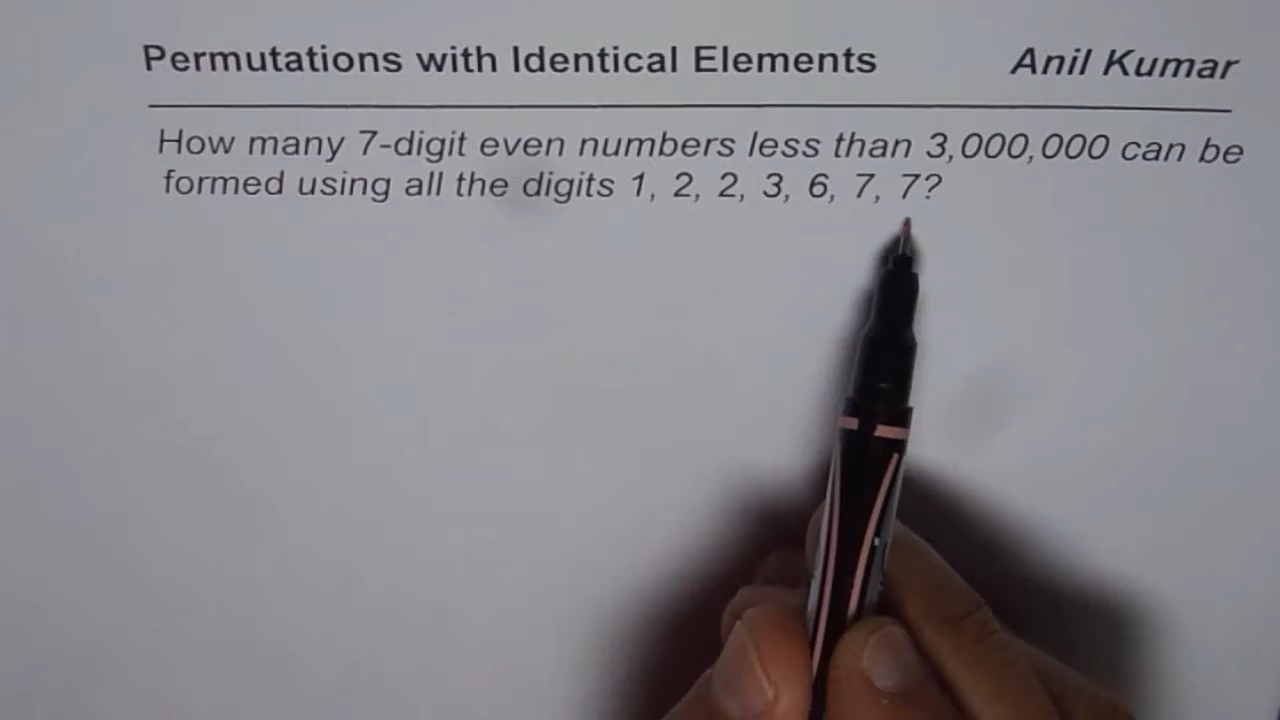 Permutations with Identical Elements Anil Kumar
How many 7-digit even numbers less than 3,000,000 can be
formed using all the digits 1, 2, 2, 3, 6, 7, 7?